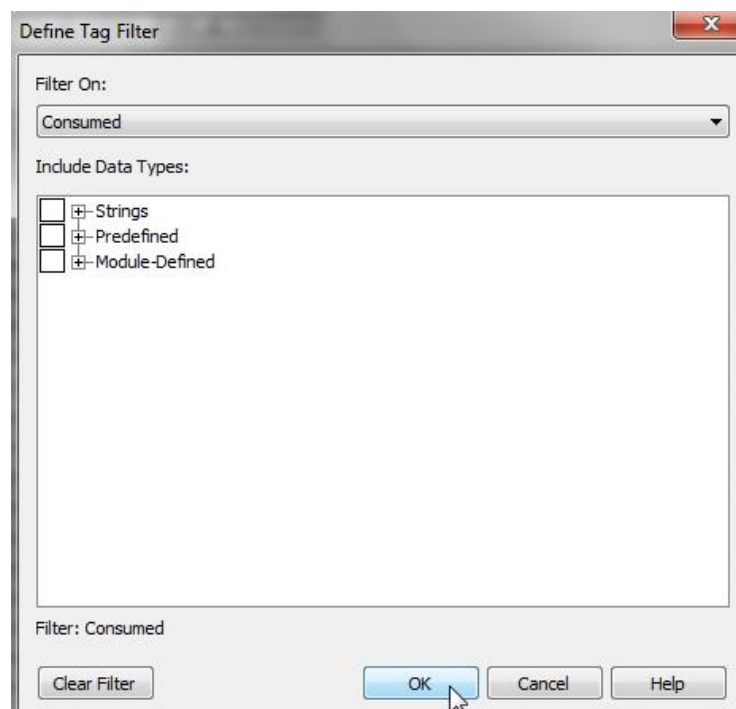 Define Tag Filter
Filter On:
Consumed
Include Data Types:
Strings
Predefined
Module-Defined
Filter: Consumed
Clear Filter OK Cancel Help